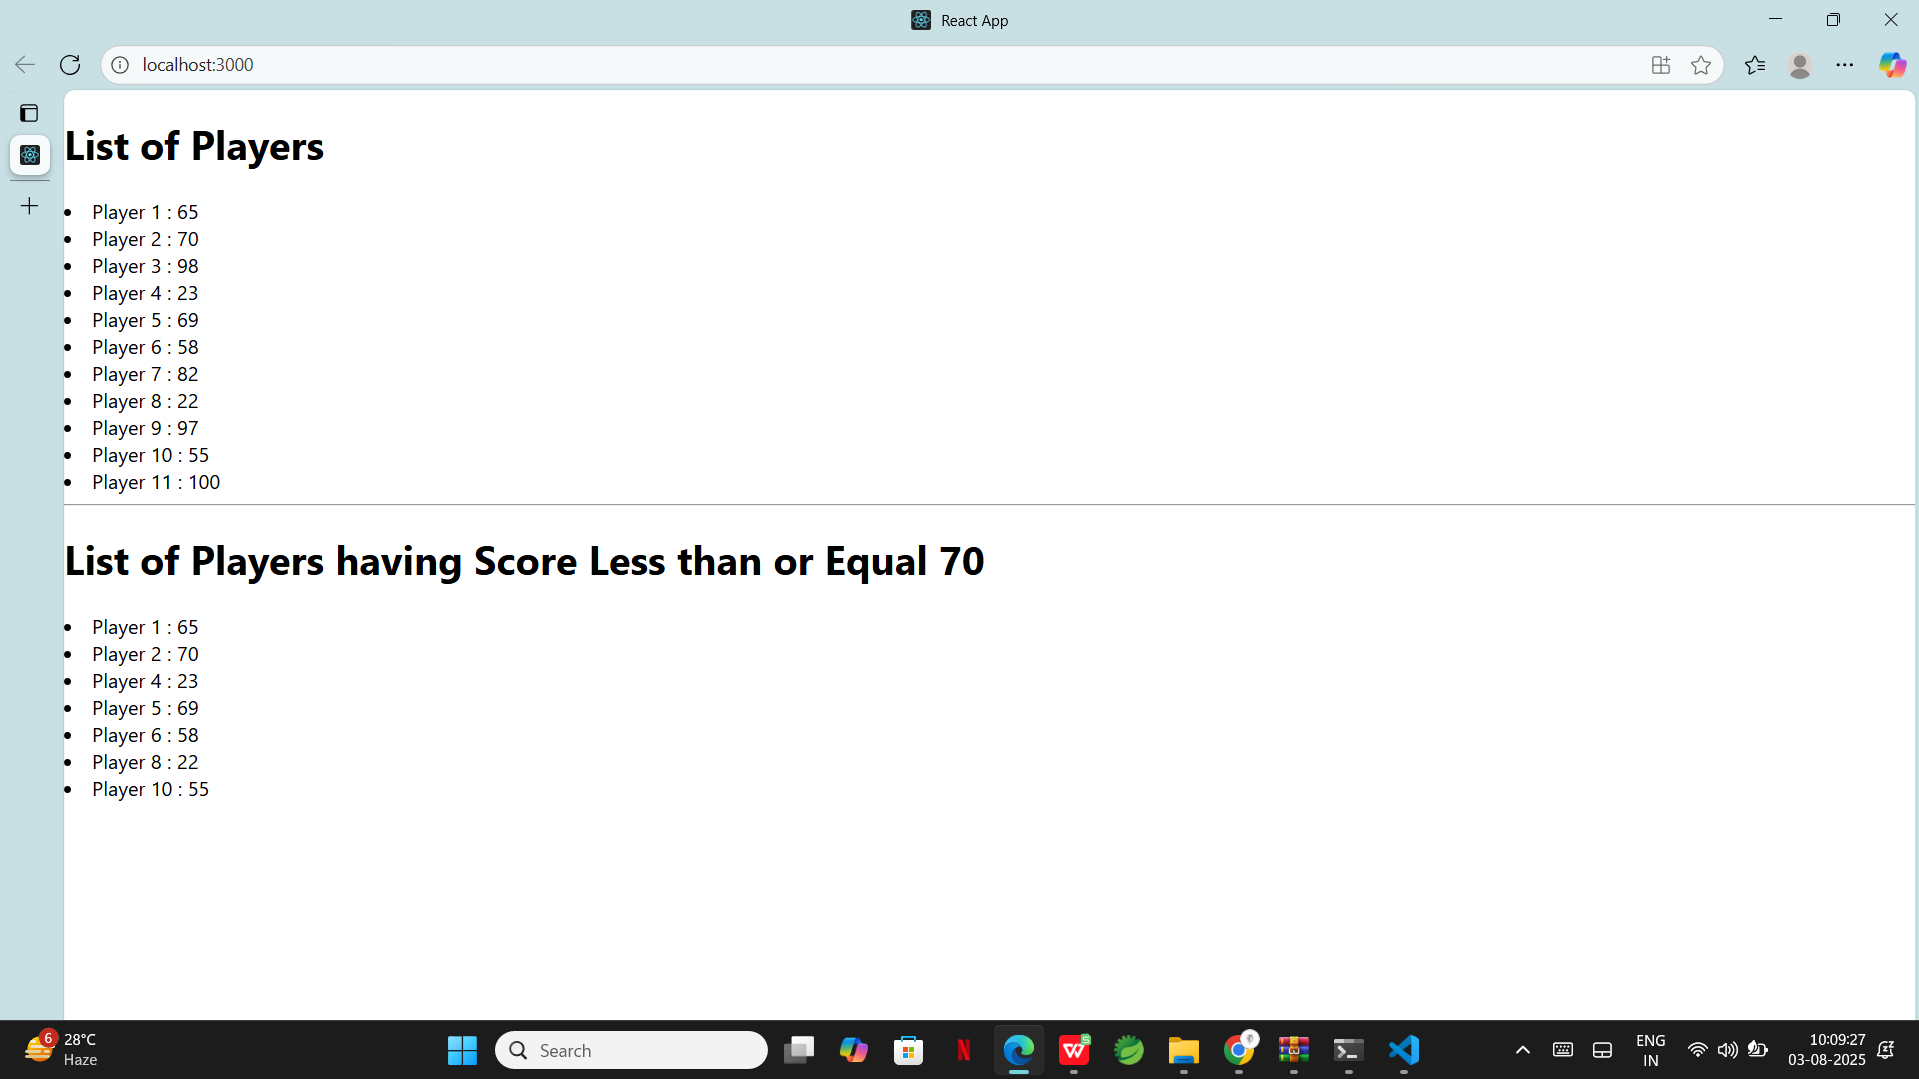 React App
localhost:3000
List of Players
Player 1 : 65
Player 2 : 70
Player 3 : 98
Player 4 : 23
Player 5 : 69
Player 6 : 58
Player 7 : 82
Player 8 : 22
Player 9 : 97
Player 10 : 55
Player 11 : 100
List of Players having Score Less than or Equal 70
Player 1 : 65
Player 2 : 70
Player 4 : 23
Player 5 : 69
Player 6 : 58
Player 8 : 22
Player 10 : 55
6
28°C
Haze
Search
ENG
IN
10:09:27
03-08-2025